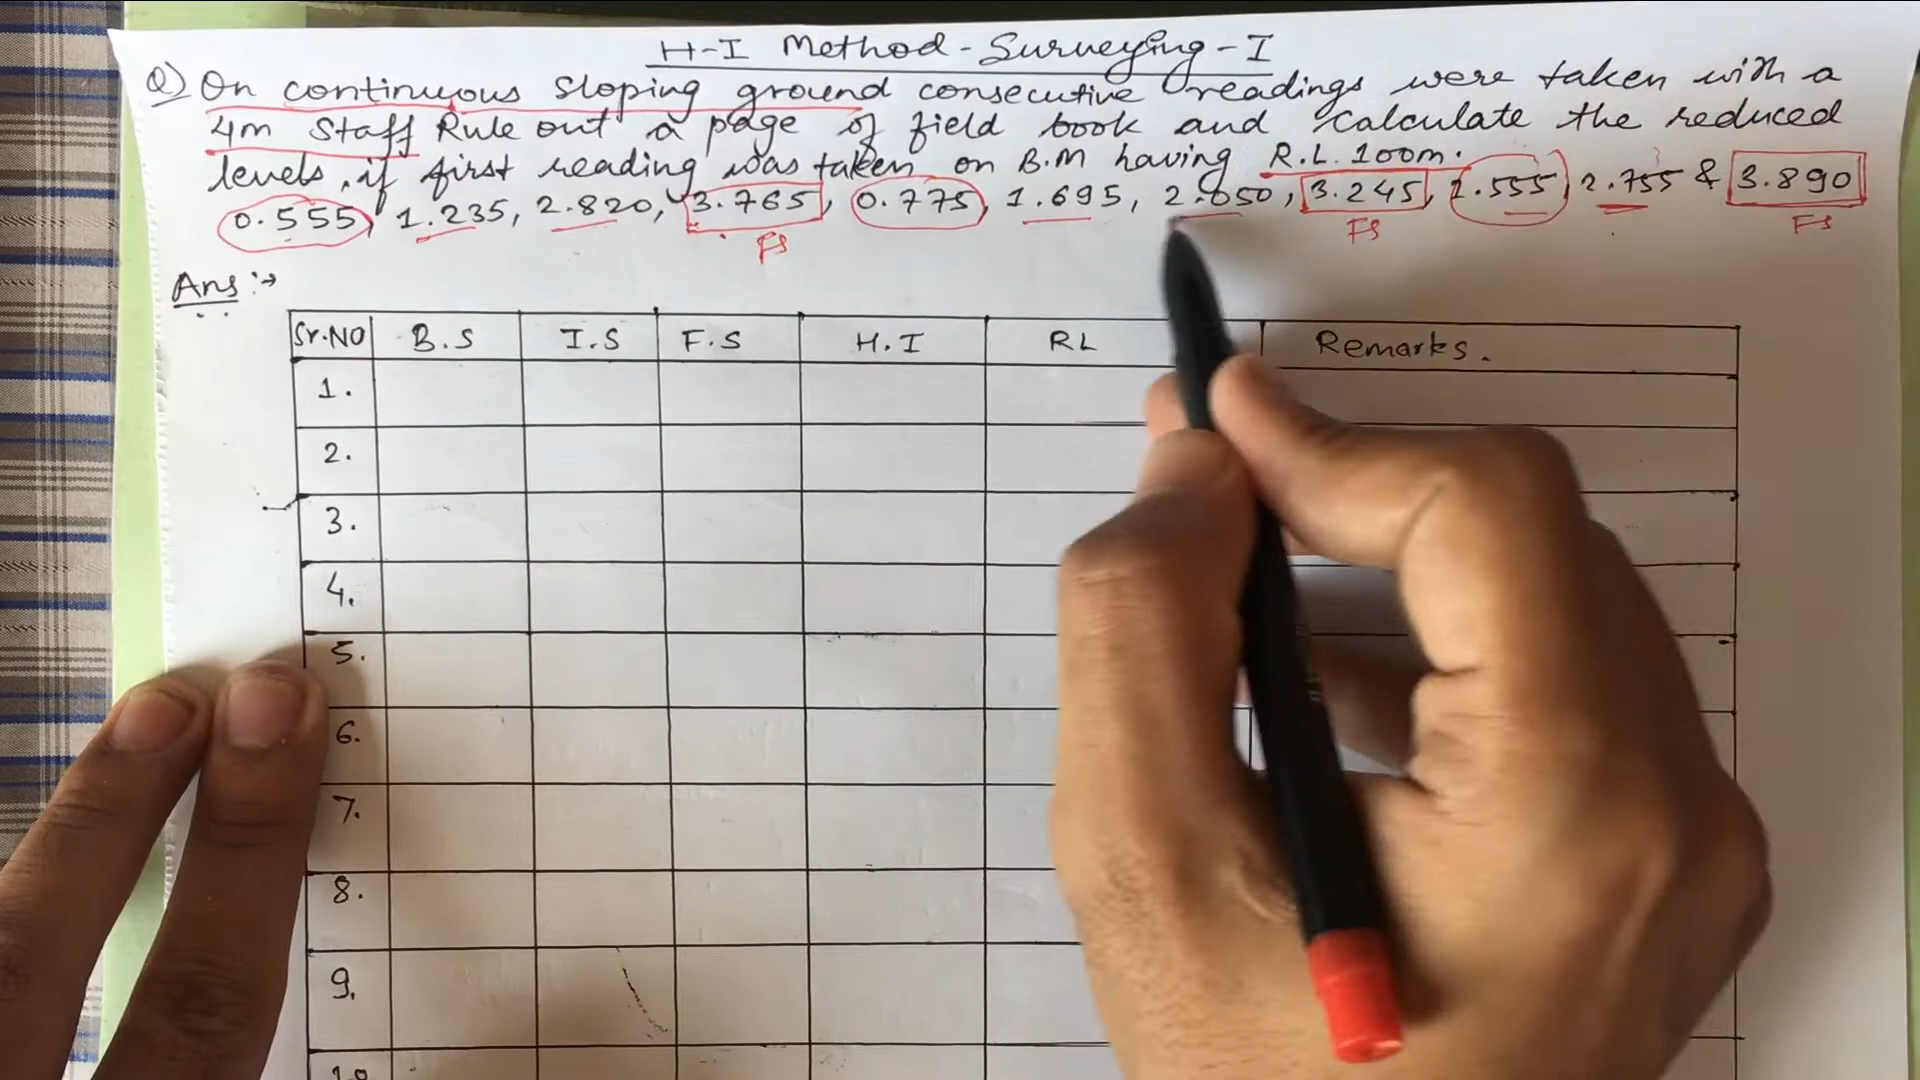 H-I Method - Surveying - I
Q) On continuous sloping ground consecutive readings were taken with a
4m staff Rule out a page of field book and calculate the reduced
levels, if first reading was taken on B.M having R.L. 100m.
0.555, 1.235, 2.820, 3.765, 0.775, 1.695, 2.050, 3.245, 1.555, 2.755 & 3.890
FS FS FS
Ans :→
Sr.NO B.S I.S F.S H.I RL Remarks.
1.
2.
3.
4.
5.
6.
7.
8.
9.
10